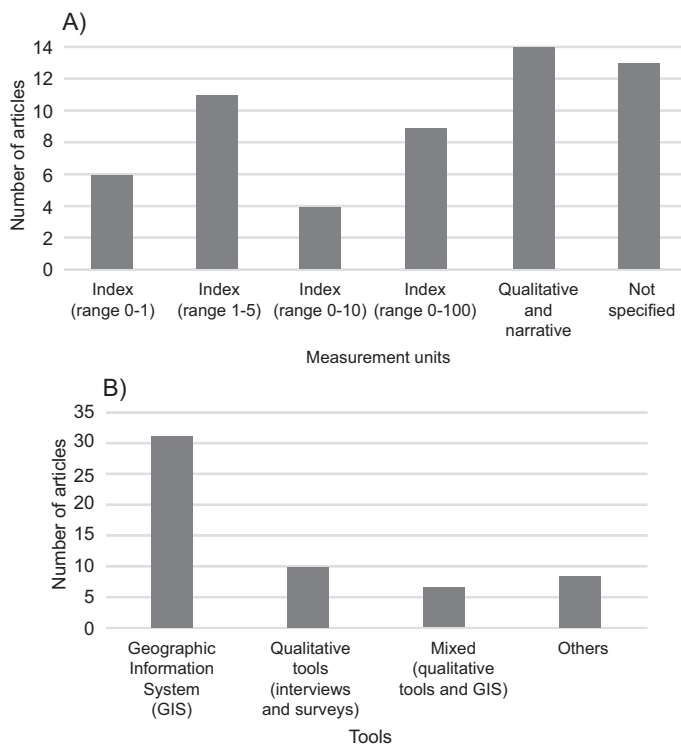 A)
14
12
10
8
6
4
2
0
Number of articles
Index Index Index Index Qualitative Not
(range 0-1) (range 1-5) (range 0-10) (range 0-100) and specified
narrative
Measurement units
B)
35
30
25
20
15
10
5
0
Number of articles
Geographic Qualitative Mixed Others
Information tools (qualitative
System (interviews tools and GIS)
(GIS) and surveys)
Tools